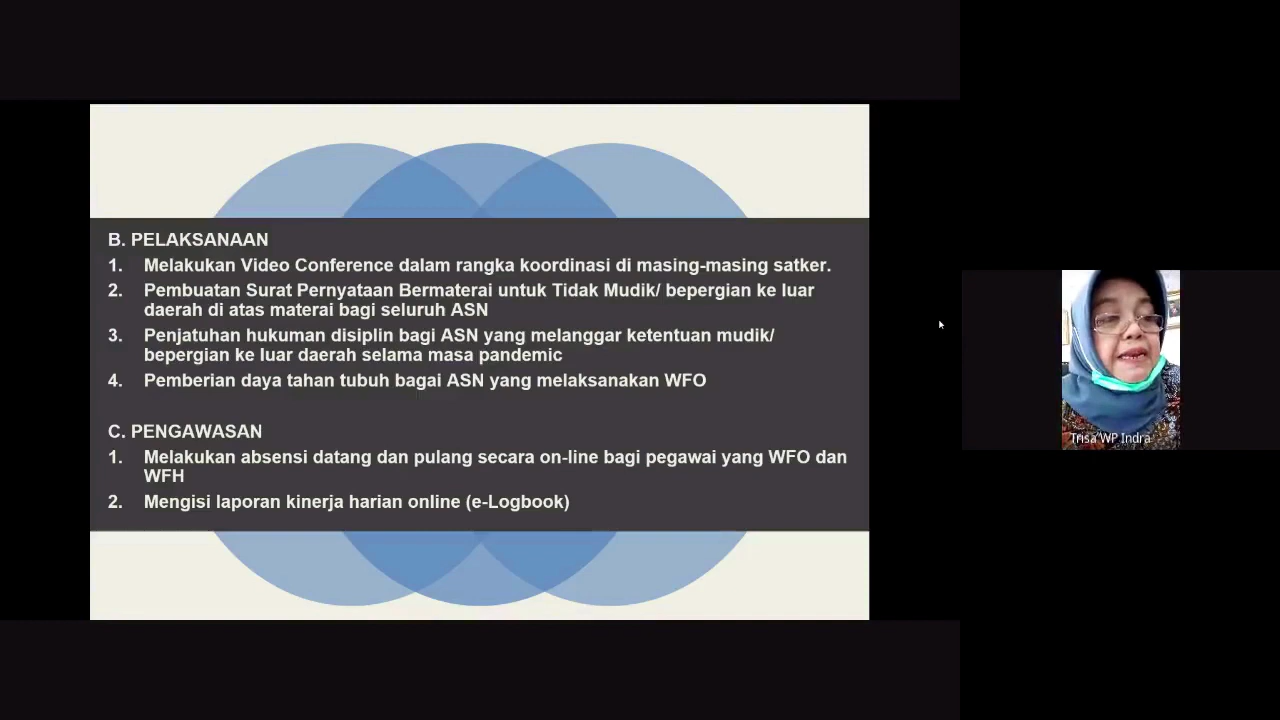 B. PELAKSANAAN
1. Melakukan Video Conference dalam rangka koordinasi di masing-masing satker.
2. Pembuatan Surat Pernyataan Bermaterai untuk Tidak Mudik/ bepergian ke luar
daerah di atas materai bagi seluruh ASN
3. Penjatuhan hukuman disiplin bagi ASN yang melanggar ketentuan mudik/
bepergian ke luar daerah selama masa pandemic
4. Pemberian daya tahan tubuh bagai ASN yang melaksanakan WFO
C. PENGAWASAN
1. Melakukan absensi datang dan pulang secara on-line bagi pegawai yang WFO dan
WFH
2. Mengisi laporan kinerja harian online (e-Logbook)
Trisa WP Indra